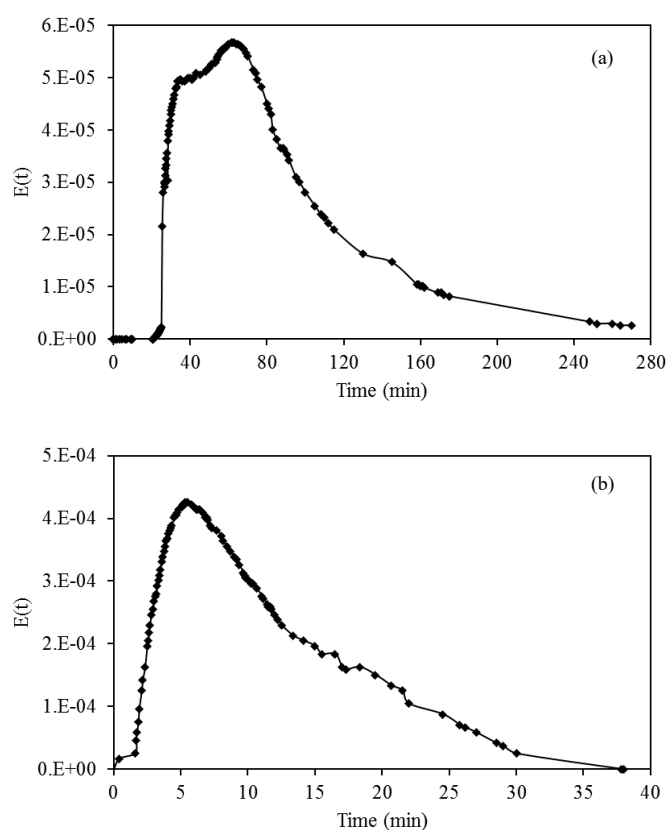 6.E-05
(a)
5.E-05
4.E-05
E(t)
3.E-05
2.E-05
1.E-05
0.E+00
0 40 80 120 160 200 240 280
Time (min)
5.E-04
(b)
4.E-04
3.E-04
E(t)
2.E-04
1.E-04
0.E+00
0 5 10 15 20 25 30 35 40
Time (min)